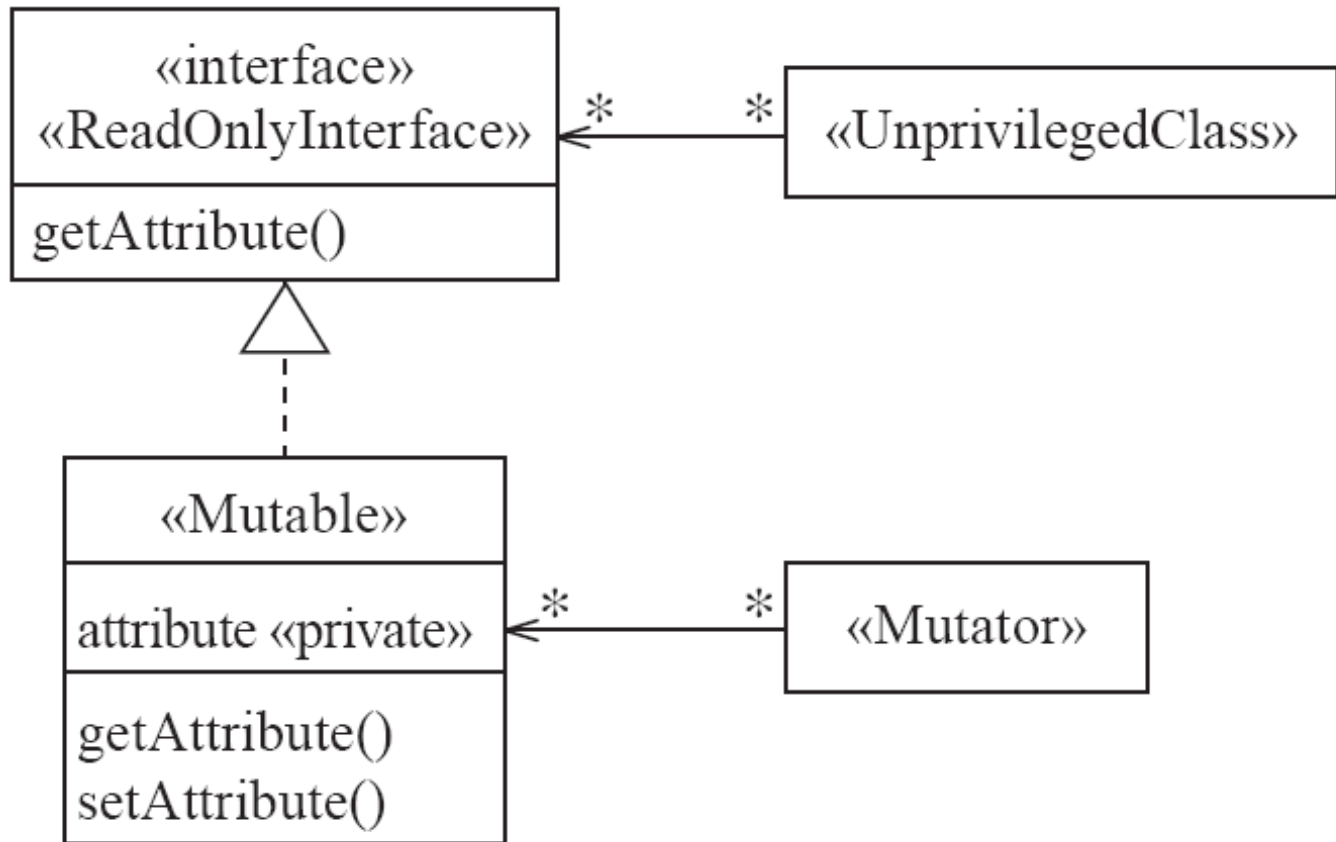 «interface»
«ReadOnlyInterface»
* *
«UnprivilegedClass»
getAttribute()
«Mutable»
attribute «private»
* *
«Mutator»
getAttribute()
setAttribute()